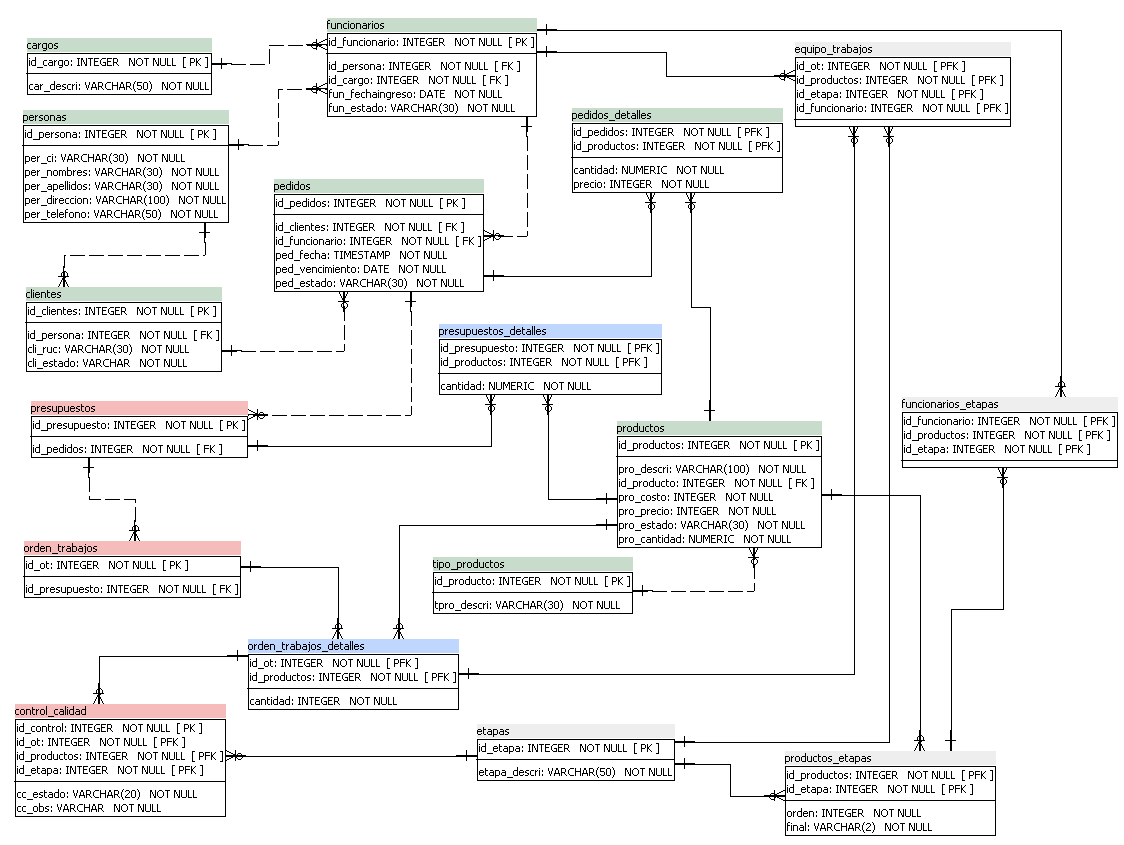 funcionarios
id_funcionario: INTEGER NOT NULL [ PK ]
id_persona: INTEGER NOT NULL [ FK ]
id_cargo: INTEGER NOT NULL [ FK ]
fun_fechaingreso: DATE NOT NULL
fun_estado: VARCHAR(30) NOT NULL
cargos
id_cargo: INTEGER NOT NULL [ PK ]
car_descri: VARCHAR(50) NOT NULL
equipo_trabajos
id_ot: INTEGER NOT NULL [ PFK ]
id_productos: INTEGER NOT NULL [ PFK ]
id_etapa: INTEGER NOT NULL [ PFK ]
id_funcionario: INTEGER NOT NULL [ PFK ]
personas
id_persona: INTEGER NOT NULL [ PK ]
per_ci: VARCHAR(30) NOT NULL
per_nombres: VARCHAR(30) NOT NULL
per_apellidos: VARCHAR(30) NOT NULL
per_direccion: VARCHAR(100) NOT NULL
per_telefono: VARCHAR(50) NOT NULL
pedidos_detalles
id_pedidos: INTEGER NOT NULL [ PFK ]
id_productos: INTEGER NOT NULL [ PFK ]
cantidad: NUMERIC NOT NULL
precio: INTEGER NOT NULL
pedidos
id_pedidos: INTEGER NOT NULL [ PK ]
id_clientes: INTEGER NOT NULL [ FK ]
id_funcionario: INTEGER NOT NULL [ FK ]
ped_fecha: TIMESTAMP NOT NULL
ped_vencimiento: DATE NOT NULL
ped_estado: VARCHAR(30) NOT NULL
clientes
id_clientes: INTEGER NOT NULL [ PK ]
id_persona: INTEGER NOT NULL [ FK ]
cli_ruc: VARCHAR(30) NOT NULL
cli_estado: VARCHAR NOT NULL
presupuestos_detalles
id_presupuesto: INTEGER NOT NULL [ PFK ]
id_productos: INTEGER NOT NULL [ PFK ]
cantidad: NUMERIC NOT NULL
presupuestos
id_presupuesto: INTEGER NOT NULL [ PK ]
id_pedidos: INTEGER NOT NULL [ FK ]
funcionarios_etapas
id_funcionario: INTEGER NOT NULL [ PFK ]
id_productos: INTEGER NOT NULL [ PFK ]
id_etapa: INTEGER NOT NULL [ PFK ]
productos
id_productos: INTEGER NOT NULL [ PK ]
pro_descri: VARCHAR(100) NOT NULL
id_producto: INTEGER NOT NULL [ FK ]
pro_costo: INTEGER NOT NULL
pro_precio: INTEGER NOT NULL
pro_estado: VARCHAR(30) NOT NULL
pro_cantidad: NUMERIC NOT NULL
orden_trabajos
id_ot: INTEGER NOT NULL [ PK ]
id_presupuesto: INTEGER NOT NULL [ FK ]
tipo_productos
id_producto: INTEGER NOT NULL [ PK ]
tpro_descri: VARCHAR(30) NOT NULL
orden_trabajos_detalles
id_ot: INTEGER NOT NULL [ PFK ]
id_productos: INTEGER NOT NULL [ PFK ]
cantidad: INTEGER NOT NULL
control_calidad
id_control: INTEGER NOT NULL [ PK ]
id_ot: INTEGER NOT NULL [ PFK ]
id_productos: INTEGER NOT NULL [ PFK ]
id_etapa: INTEGER NOT NULL [ PFK ]
cc_estado: VARCHAR(20) NOT NULL
cc_obs: VARCHAR NOT NULL
etapas
id_etapa: INTEGER NOT NULL [ PK ]
etapa_descri: VARCHAR(50) NOT NULL
productos_etapas
id_productos: INTEGER NOT NULL [ PFK ]
id_etapa: INTEGER NOT NULL [ PFK ]
orden: INTEGER NOT NULL
final: VARCHAR(2) NOT NULL